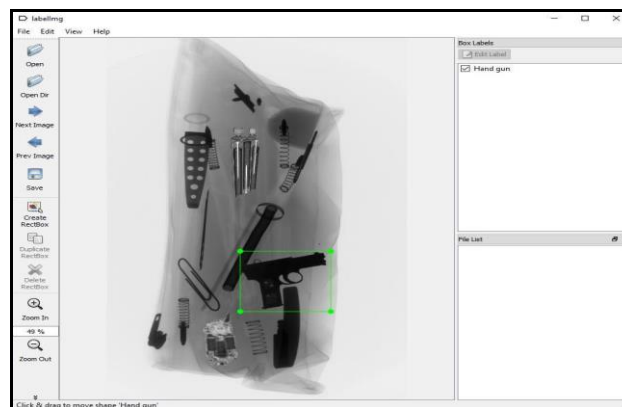 labelImg
File Edit View Help
Open
Open Dir
Next Image
Prev Image
Save
Create
RectBox
Duplicate
RectBox
Delete
RectBox
Zoom In
49 %
Zoom Out
Box Labels
Edit Label
Hand gun
File List
Click & drag to move shape 'Hand gun'